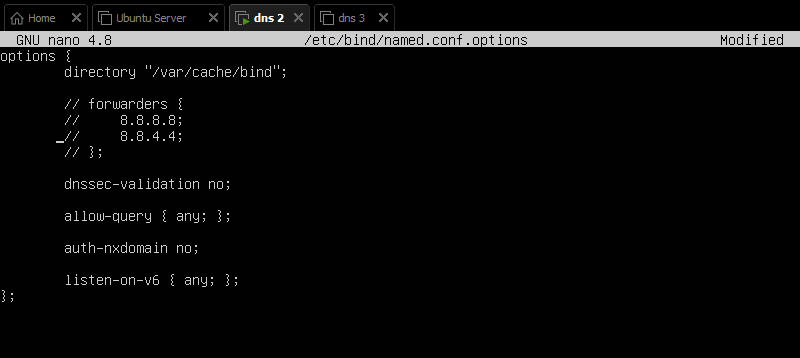 Home × Ubuntu Server × dns 2 × dns 3 ×
GNU nano 4.8 /etc/bind/named.conf.options Modified
options {
directory "/var/cache/bind";
// forwarders {
// 8.8.8.8;
_// 8.8.4.4;
// };
dnssec-validation no;
allow-query { any; };
auth-nxdomain no;
listen-on-v6 { any; };
};